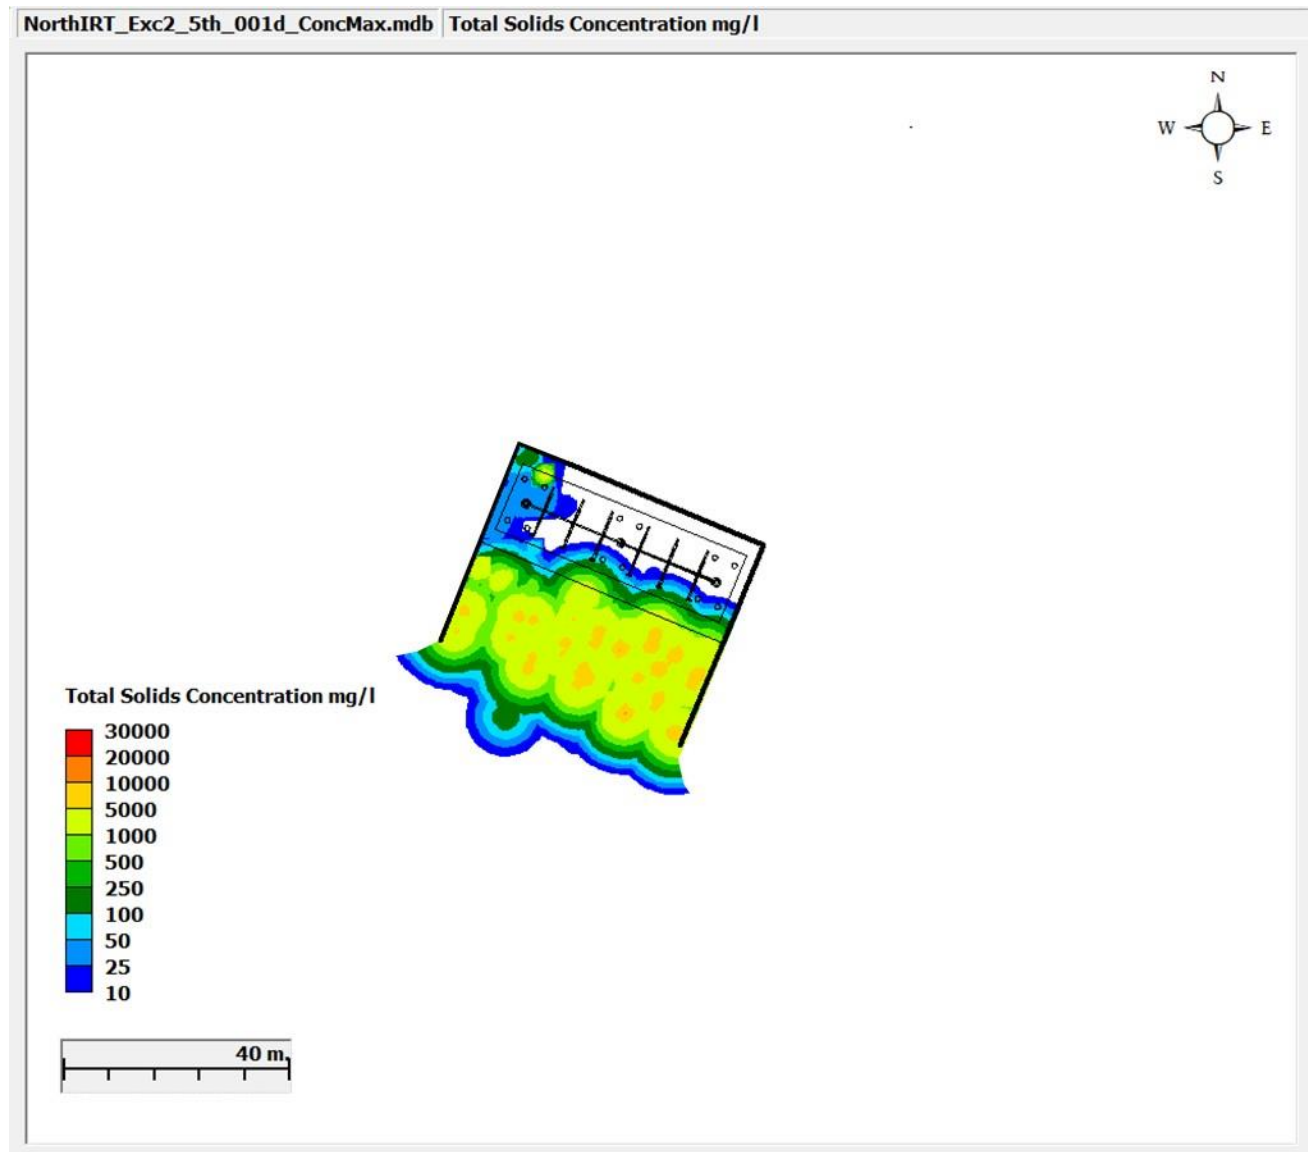 NorthIRT_Exc2_5th_001d_ConcMax.mdb Total Solids Concentration mg/l
N
W E
S
Total Solids Concentration mg/l
30000
20000
10000
5000
1000
500
250
100
50
25
10
40 m